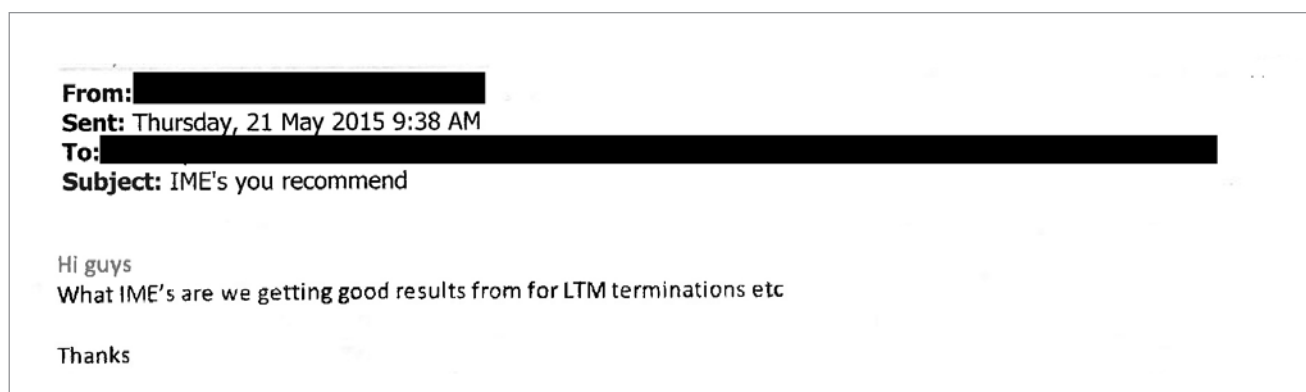 From:
Sent: Thursday, 21 May 2015 9:38 AM
To:
Subject: IME's you recommend
Hi guys
What IME's are we getting good results from for LTM terminations etc
Thanks